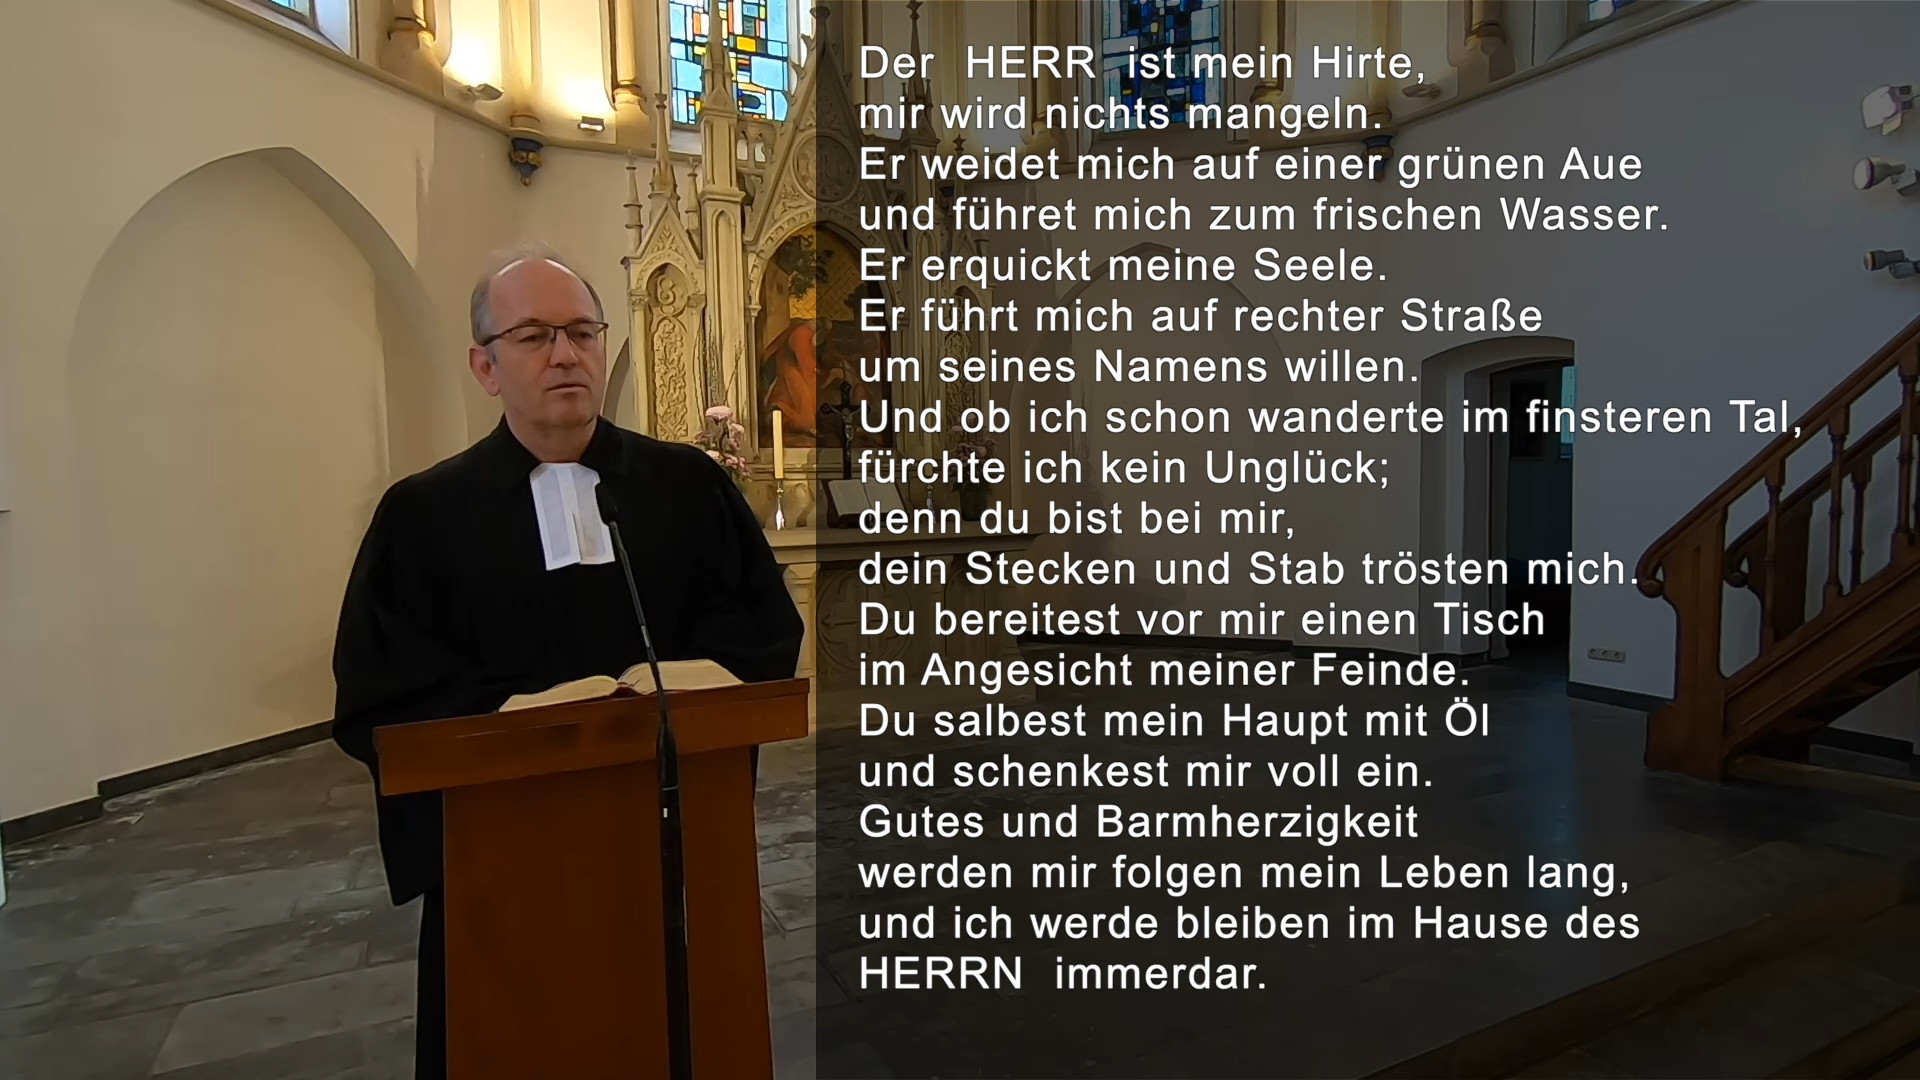 Der HERR ist mein Hirte,
mir wird nichts mangeln.
Er weidet mich auf einer grünen Aue
und führet mich zum frischen Wasser.
Er erquickt meine Seele.
Er führt mich auf rechter Straße
um seines Namens willen.
Und ob ich schon wanderte im finsteren Tal,
fürchte ich kein Unglück;
denn du bist bei mir,
dein Stecken und Stab trösten mich.
Du bereitest vor mir einen Tisch
im Angesicht meiner Feinde.
Du salbest mein Haupt mit Öl
und schenkest mir voll ein.
Gutes und Barmherzigkeit
werden mir folgen mein Leben lang,
und ich werde bleiben im Hause des
HERRN immerdar.